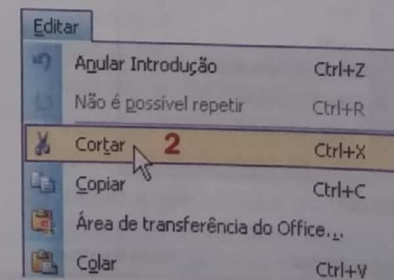 Editar
Anular Introdução Ctrl+Z
Não é possível repetir Ctrl+R
Cortar 2 Ctrl+X
Copiar Ctrl+C
Área de transferência do Office...
Colar Ctrl+V